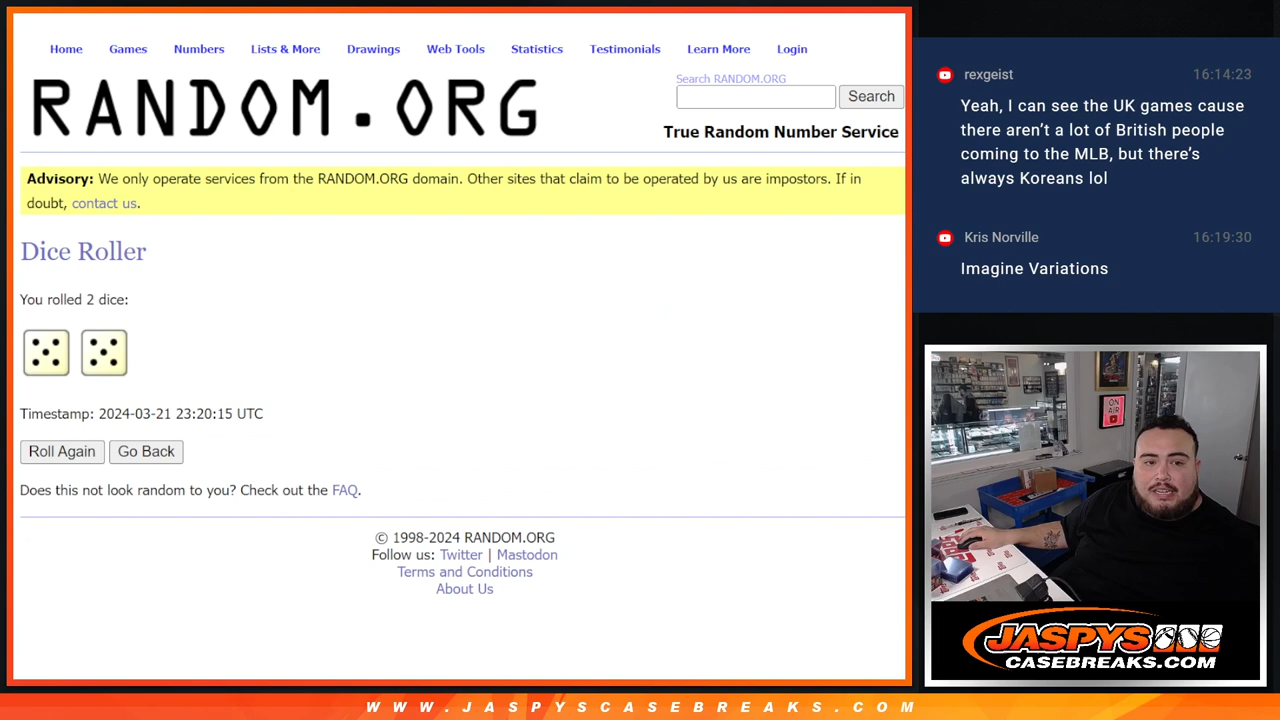 Home Games Numbers Lists & More Drawings Web Tools Statistics Testimonials Learn More Login
RANDOM.ORG
Search RANDOM.ORG
Search
True Random Number Service
Advisory: We only operate services from the RANDOM.ORG domain. Other sites that claim to be operated by us are impostors. If in
doubt, contact us.
Dice Roller
You rolled 2 dice:
Timestamp: 2024-03-21 23:20:15 UTC
Roll Again Go Back
Does this not look random to you? Check out the FAQ.
© 1998-2024 RANDOM.ORG
Follow us: Twitter | Mastodon
Terms and Conditions
About Us
rexgeist 16:14:23
Yeah, I can see the UK games cause
there aren't a lot of British people
coming to the MLB, but there's
always Koreans lol
Kris Norville 16:19:30
Imagine Variations
ON
AIR
JASPYS
CASEBREAKS.COM
WWW.JASPYSCASEBREAKS.COM